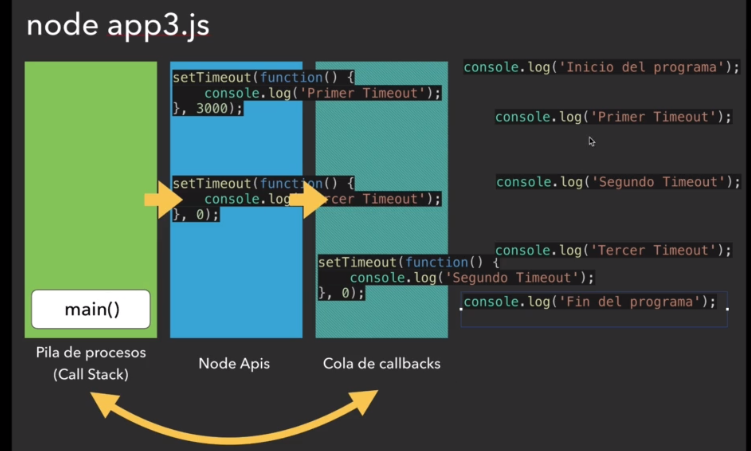 node app3.js
setTimeout(function() {
console.log('Primer Timeout');
}, 3000);
setTimeout(function() {
console.log rcer Timeout');
}, 0);
setTimeout(function() {
console.log('Segundo Timeout');
}, 0);
console.log('Inicio del programa');
console.log('Primer Timeout');
console.log('Segundo Timeout');
console.log('Tercer Timeout');
console.log('Fin del programa');
main()
Pila de procesos
(Call Stack)
Node Apis
Cola de callbacks